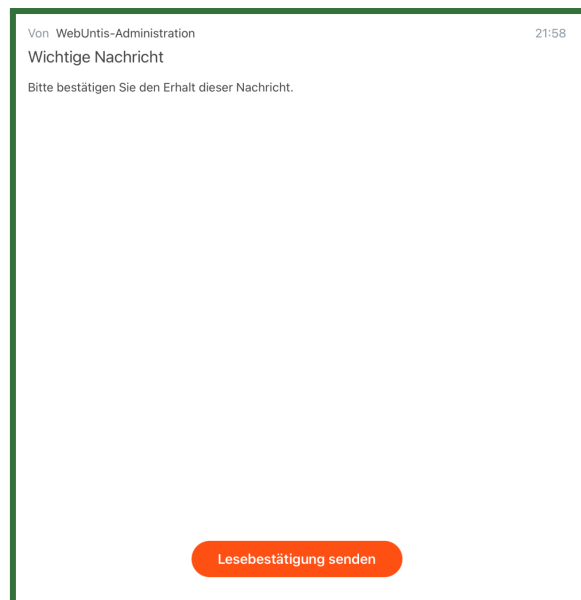 Von WebUntis-Administration 21:58
Wichtige Nachricht
Bitte bestätigen Sie den Erhalt dieser Nachricht.
Lesebestätigung senden